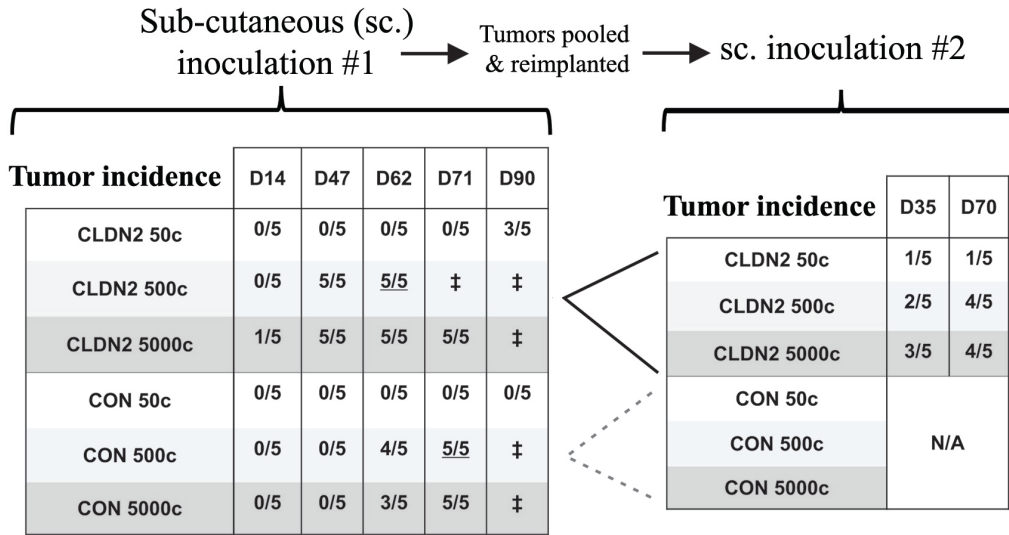 Sub-cutaneous (sc.)
inoculation #1
Tumors pooled
& reimplanted
sc. inoculation #2
Tumor incidence D14 D47 D62 D71 D90
CLDN2 50c 0/5 0/5 0/5 0/5 3/5
CLDN2 500c 0/5 5/5 5/5 ‡ ‡
CLDN2 5000c 1/5 5/5 5/5 5/5 ‡
CON 50c 0/5 0/5 0/5 0/5 0/5
CON 500c 0/5 0/5 4/5 5/5 ‡
CON 5000c 0/5 0/5 3/5 5/5 ‡
Tumor incidence D35 D70
CLDN2 50c 1/5 1/5
CLDN2 500c 2/5 4/5
CLDN2 5000c 3/5 4/5
CON 50c
CON 500c N/A
CON 5000c